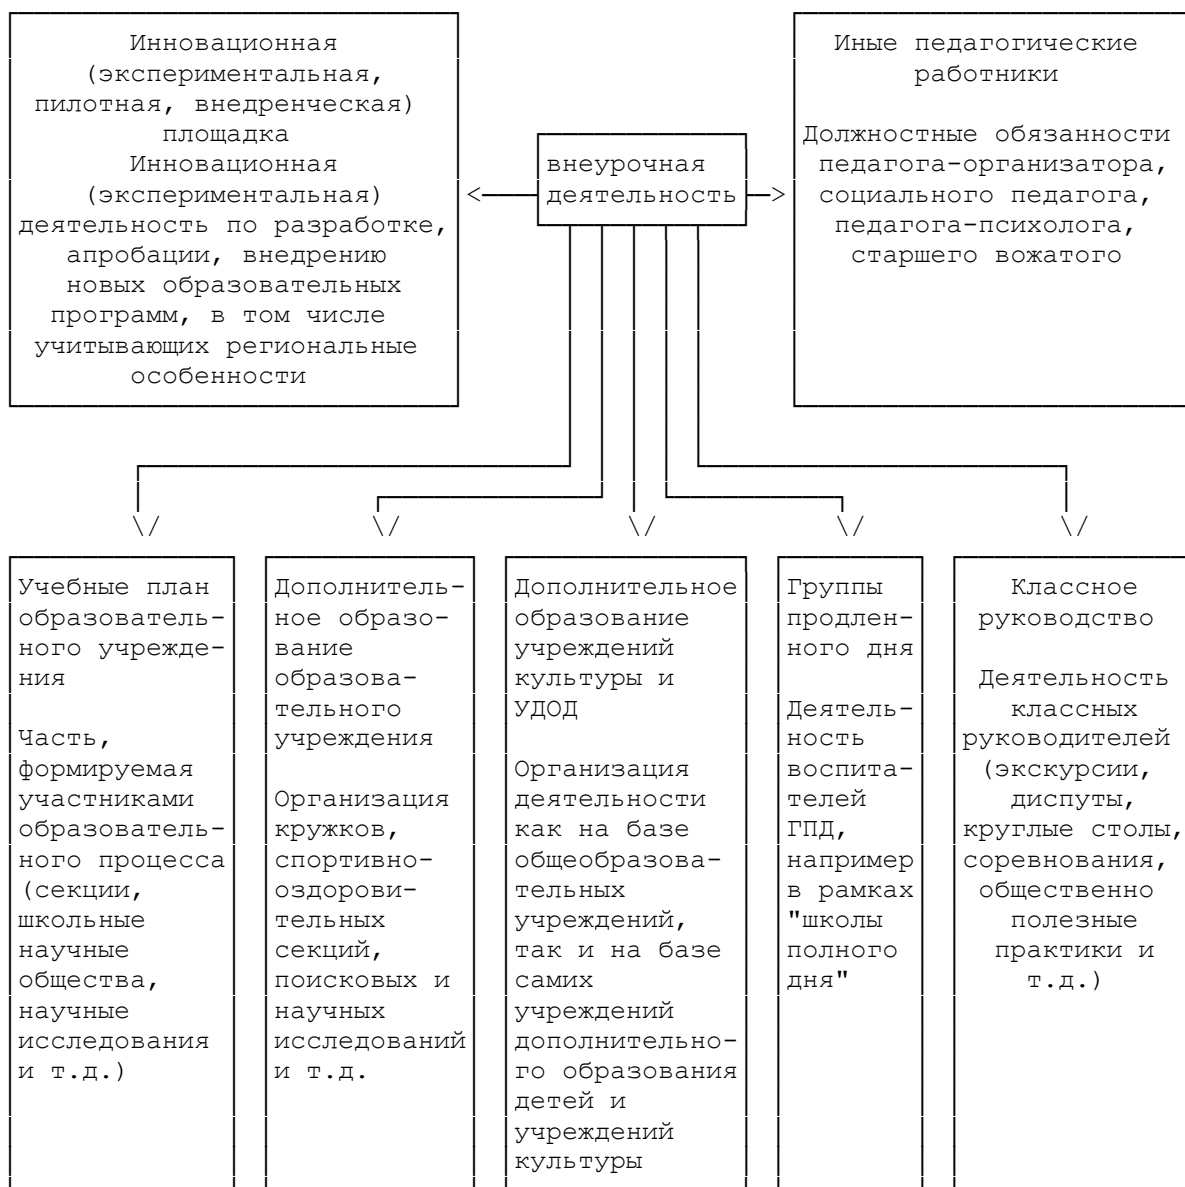 Инновационная
(экспериментальная,
пилотная, внедренческая)
площадка
Инновационная
(экспериментальная)
деятельность по разработке,
апробации, внедрению
новых образовательных
программ, в том числе
учитывающих региональные
особенности
внеурочная
<деятельность>
Иные педагогические
работники
Должностные обязанности
педагога-организатора,
социального педагога,
педагога-психолога,
старшего вожатого
Учебные план
образователь-
ного учрежде-
ния
Часть,
формируемая
участниками
образователь-
ного процесса
(секции,
школьные
научные
общества,
научные
исследования
и т.д.)
Дополнитель-
ное образо-
вание
образова-
тельного
учреждения
Организация
кружков,
спортивно-
оздорови-
тельных
секций,
поисковых и
научных
исследований
и т.д.
Дополнительное
образование
учреждений
культуры и
УДОД
Организация
деятельности
как на базе
общеобразова-
тельных
учреждений,
так и на базе
самих
учреждений
дополнительно-
го образования
детей и
учреждений
культуры
Группы
продлен-
ного дня
Деятель-
ность
воспита-
телей
ГПД,
например
в рамках
"школы
полного
дня"
Классное
руководство
Деятельность
классных
руководителей
(экскурсии,
диспуты,
круглые столы,
соревнования,
общественно
полезные
практики и
т.д.)